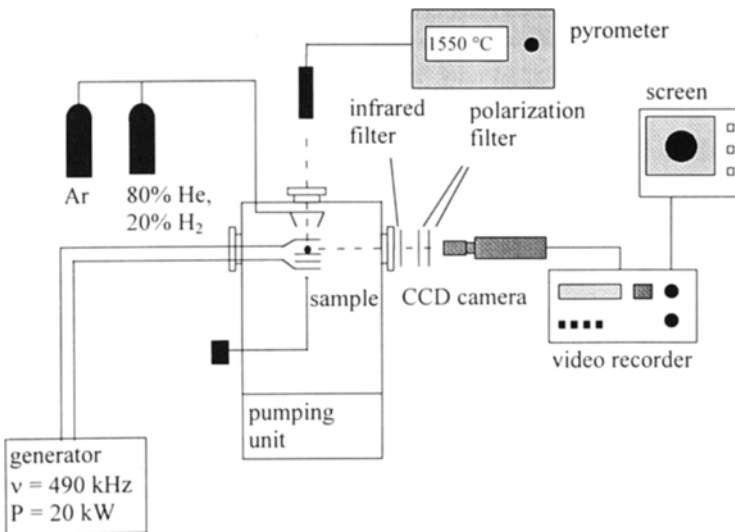 1550 °C
pyrometer
infrared
filter
polarization
filter
screen
Ar
80% He,
20% H₂
sample
CCD camera
video recorder
pumping
unit
generator
ν = 490 kHz
P = 20 kW